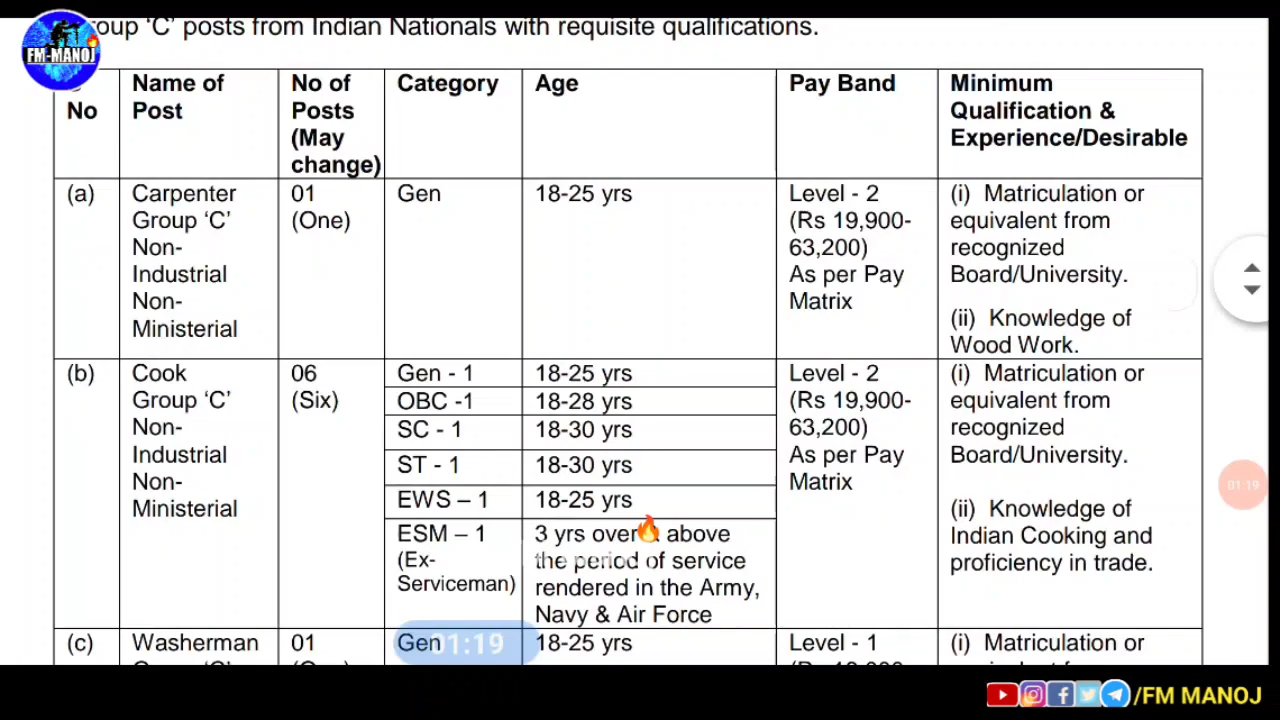 oup ‘C’ posts from Indian Nationals with requisite qualifications.
FM-MANOJ
No
Name of
Post
No of
Posts
(May
change)
Category
Age
Pay Band
Minimum
Qualification &
Experience/Desirable
(a)
Carpenter
Group ‘C’
Non-
Industrial
Non-
Ministerial
01
(One)
Gen
18-25 yrs
Level - 2
(Rs 19,900-
63,200)
As per Pay
Matrix
(i) Matriculation or
equivalent from
recognized
Board/University.
(ii) Knowledge of
Wood Work.
(b)
Cook
Group ‘C’
Non-
Industrial
Non-
Ministerial
06
(Six)
Gen - 1
18-25 yrs
OBC -1
18-28 yrs
SC - 1
18-30 yrs
ST - 1
18-30 yrs
EWS – 1
18-25 yrs
ESM – 1
(Ex-
Serviceman)
3 yrs over above
the period of service
rendered in the Army,
Navy & Air Force
Level - 2
(Rs 19,900-
63,200)
As per Pay
Matrix
(i) Matriculation or
equivalent from
recognized
Board/University.
(ii) Knowledge of
Indian Cooking and
proficiency in trade.
01:19
(c)
Washerman
01
Gen
01:19
18-25 yrs
Level - 1
(i) Matriculation or
/FM MANOJ